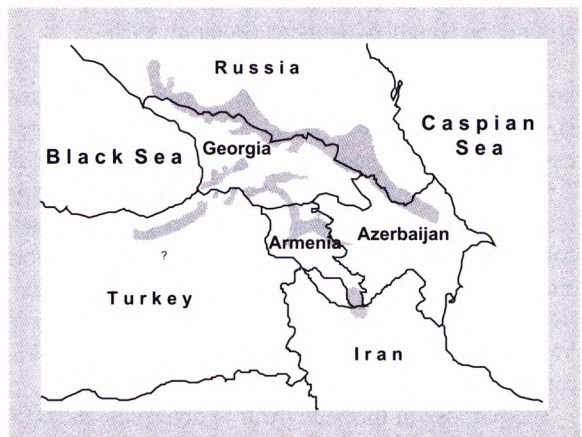 Russia
Caspian
Sea
Black Sea
Georgia
Azerbaijan
Armenia
?
Turkey
Iran